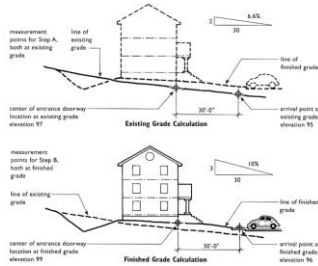 measurement
points for Step A,
both at existing
grade
line of
existing
grade
2
6.6%
30
line of
finished grade
center of entrance doorway
location at existing grade
elevation 97
30'-0"
arrival point at
existing grade
elevation 95
Existing Grade Calculation
measurement
points for Step B,
both at finished
grade
3
10%
30
line of existing
grade
line of finished
grade
center of entrance doorway
location at finished grade
elevation 99
30'-0"
arrival point at
finished grade
elevation 96
Finished Grade Calculation